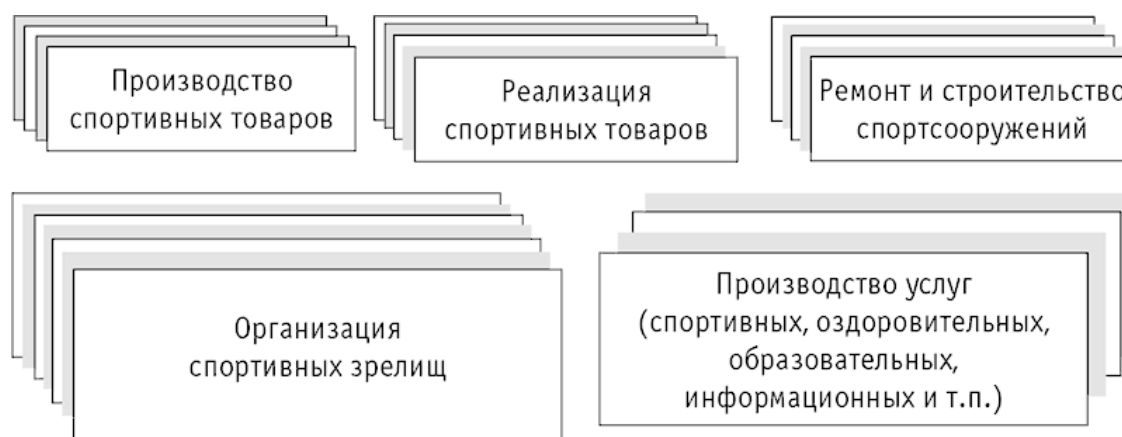 Производство
спортивных товаров
Реализация
спортивных товаров
Ремонт и строительство
спортсооружений
Организация
спортивных зрелищ
Производство услуг
(спортивных, оздоровительных,
образовательных,
информационных и т.п.)